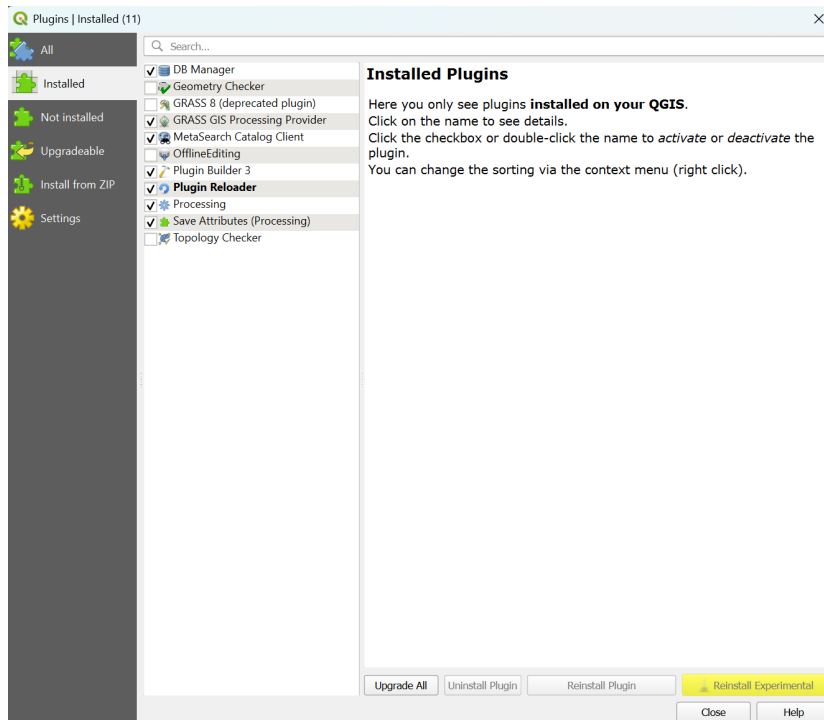 Plugins | Installed (11)
All
Installed
Not installed
Upgradeable
Install from ZIP
Settings
Search...
DB Manager
Geometry Checker
GRASS 8 (deprecated plugin)
GRASS GIS Processing Provider
MetaSearch Catalog Client
OfflineEditing
Plugin Builder 3
Plugin Reloader
Processing
Save Attributes (Processing)
Topology Checker
Installed Plugins
Here you only see plugins installed on your QGIS.
Click on the name to see details.
Click the checkbox or double-click the name to activate or deactivate the
plugin.
You can change the sorting via the context menu (right click).
Upgrade All
Uninstall Plugin
Reinstall Plugin
Reinstall Experimental
Close
Help